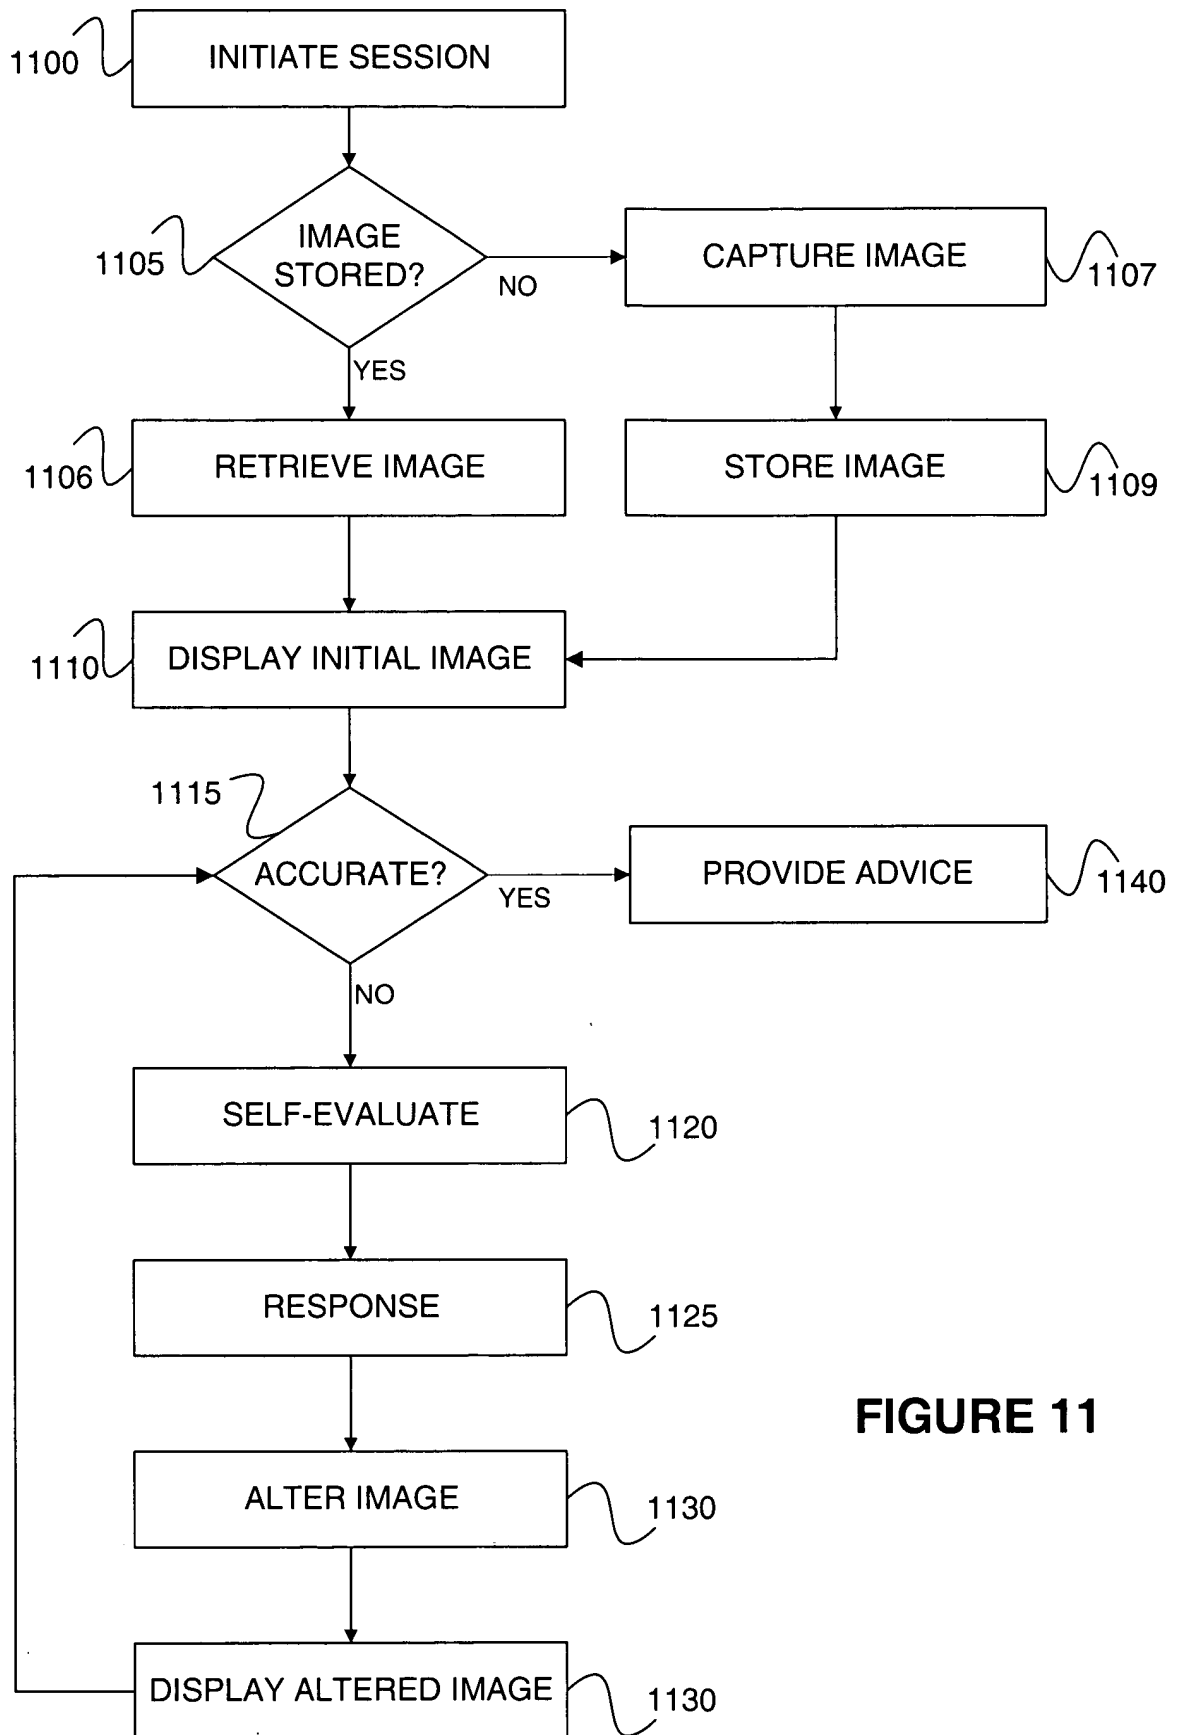 1100
INITIATE SESSION
1105
IMAGE
STORED?
NO
CAPTURE IMAGE
1107
YES
1106
RETRIEVE IMAGE
STORE IMAGE
1109
1110
DISPLAY INITIAL IMAGE
1115
ACCURATE?
YES
PROVIDE ADVICE
1140
NO
SELF-EVALUATE
1120
RESPONSE
1125
FIGURE 11
ALTER IMAGE
1130
DISPLAY ALTERED IMAGE
1130